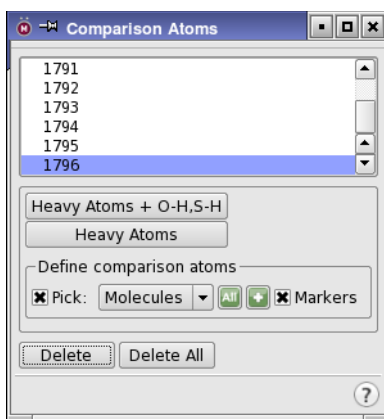 Comparison Atoms
1791
1792
1793
1794
1795
1796
Heavy Atoms + O-H,S-H
Heavy Atoms
Define comparison atoms
Pick: Molecules All + Markers
Delete Delete All
?